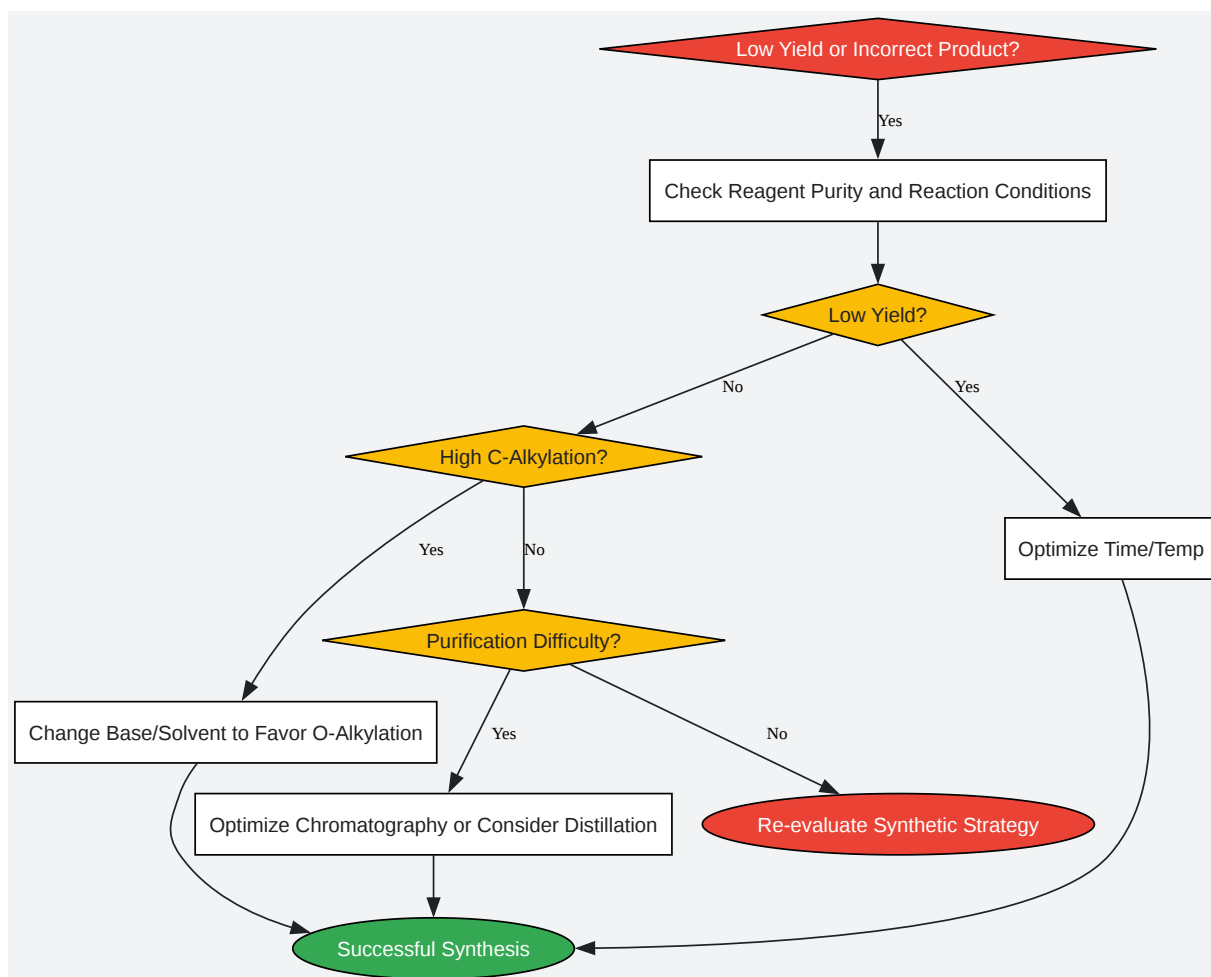 Low Yield or Incorrect Product?
Yes
Check Reagent Purity and Reaction Conditions
Low Yield?
No
Yes
High C-Alkylation?
Yes
No
Optimize Time/Temp
Purification Difficulty?
Change Base/Solvent to Favor O-Alkylation
Yes
No
Optimize Chromatography or Consider Distillation
Re-evaluate Synthetic Strategy
Successful Synthesis